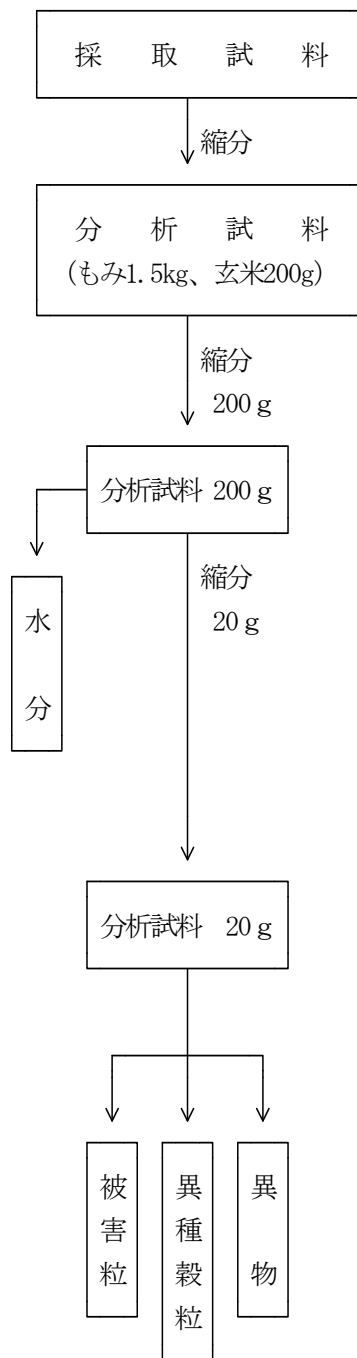 採取試料
縮分
分析試料
(もみ1.5kg、玄米200g)
縮分
200g
分析試料 200g
水分
縮分
20g
分析試料 20g
被害粒
異種穀粒
異物